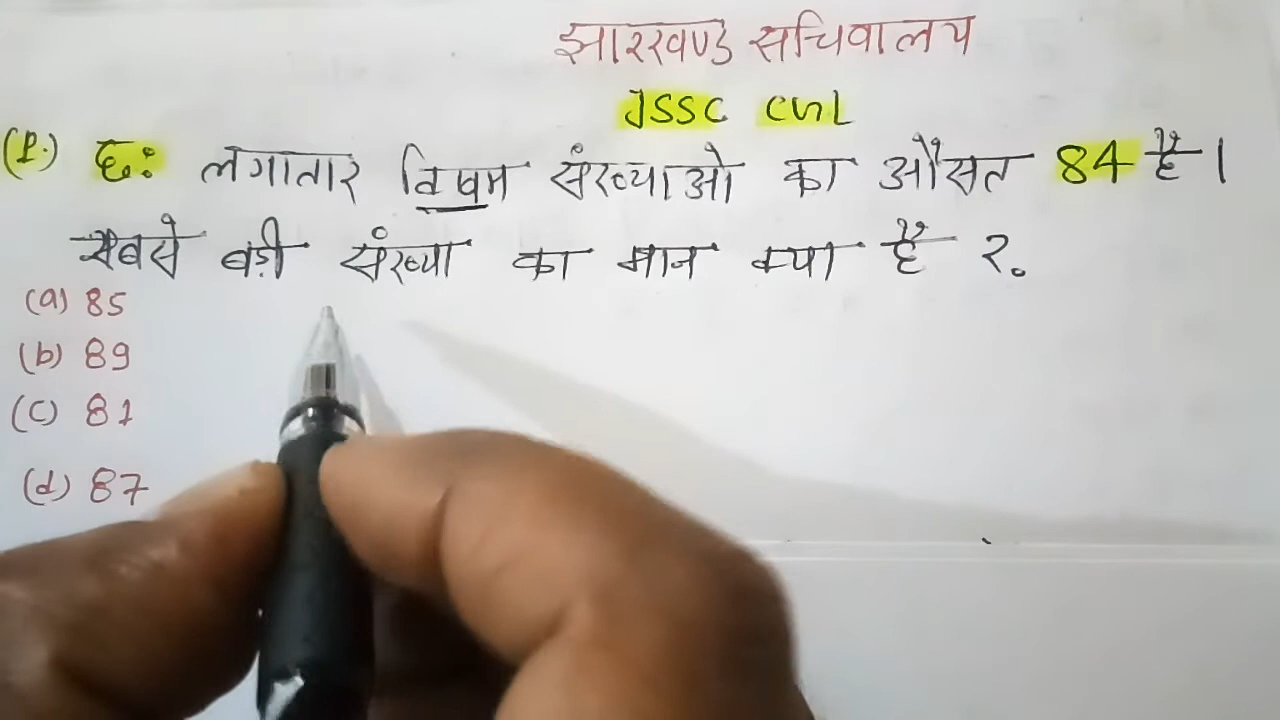 झारखण्ड सचिवालय
JSSC CGL
(1.) छः लगातार विषम संख्याओ का औसत 84 है।
सबसे बड़ी संख्या का मान क्या है ?.
(a) 85
(b) 89
(c) 81
(d) 87